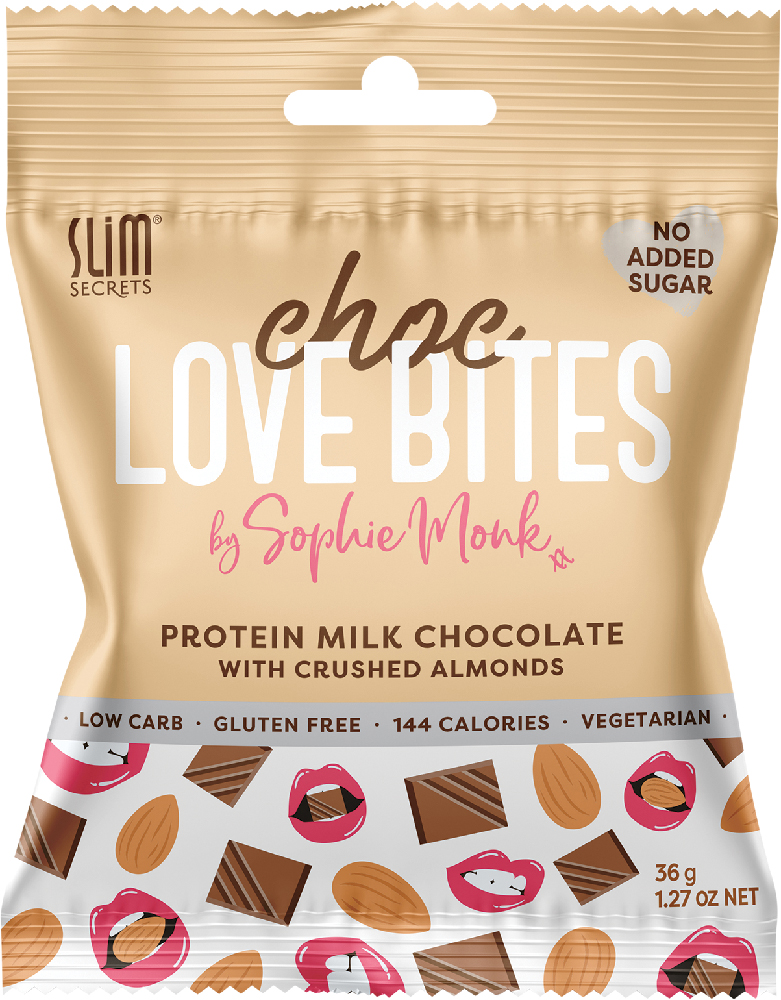 SLiM®
SECRETS
NO
ADDED
SUGAR
choc
LOVE BITES
by Sophie Monk xx
PROTEIN MILK CHOCOLATE
WITH CRUSHED ALMONDS
· LOW CARB · GLUTEN FREE · 144 CALORIES · VEGETARIAN ·
36 g
1.27 OZ NET